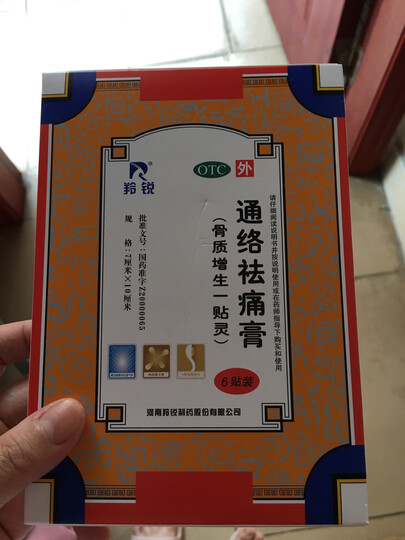 羚锐®
OTC 外
请仔细阅读说明书并按说明使用或在药师指导下购买和使用
通络祛痛膏
(骨质增生一贴灵)
批准文号：国药准字Z20000065
规 格：7厘米×10厘米
6贴装
河南羚锐制药股份有限公司